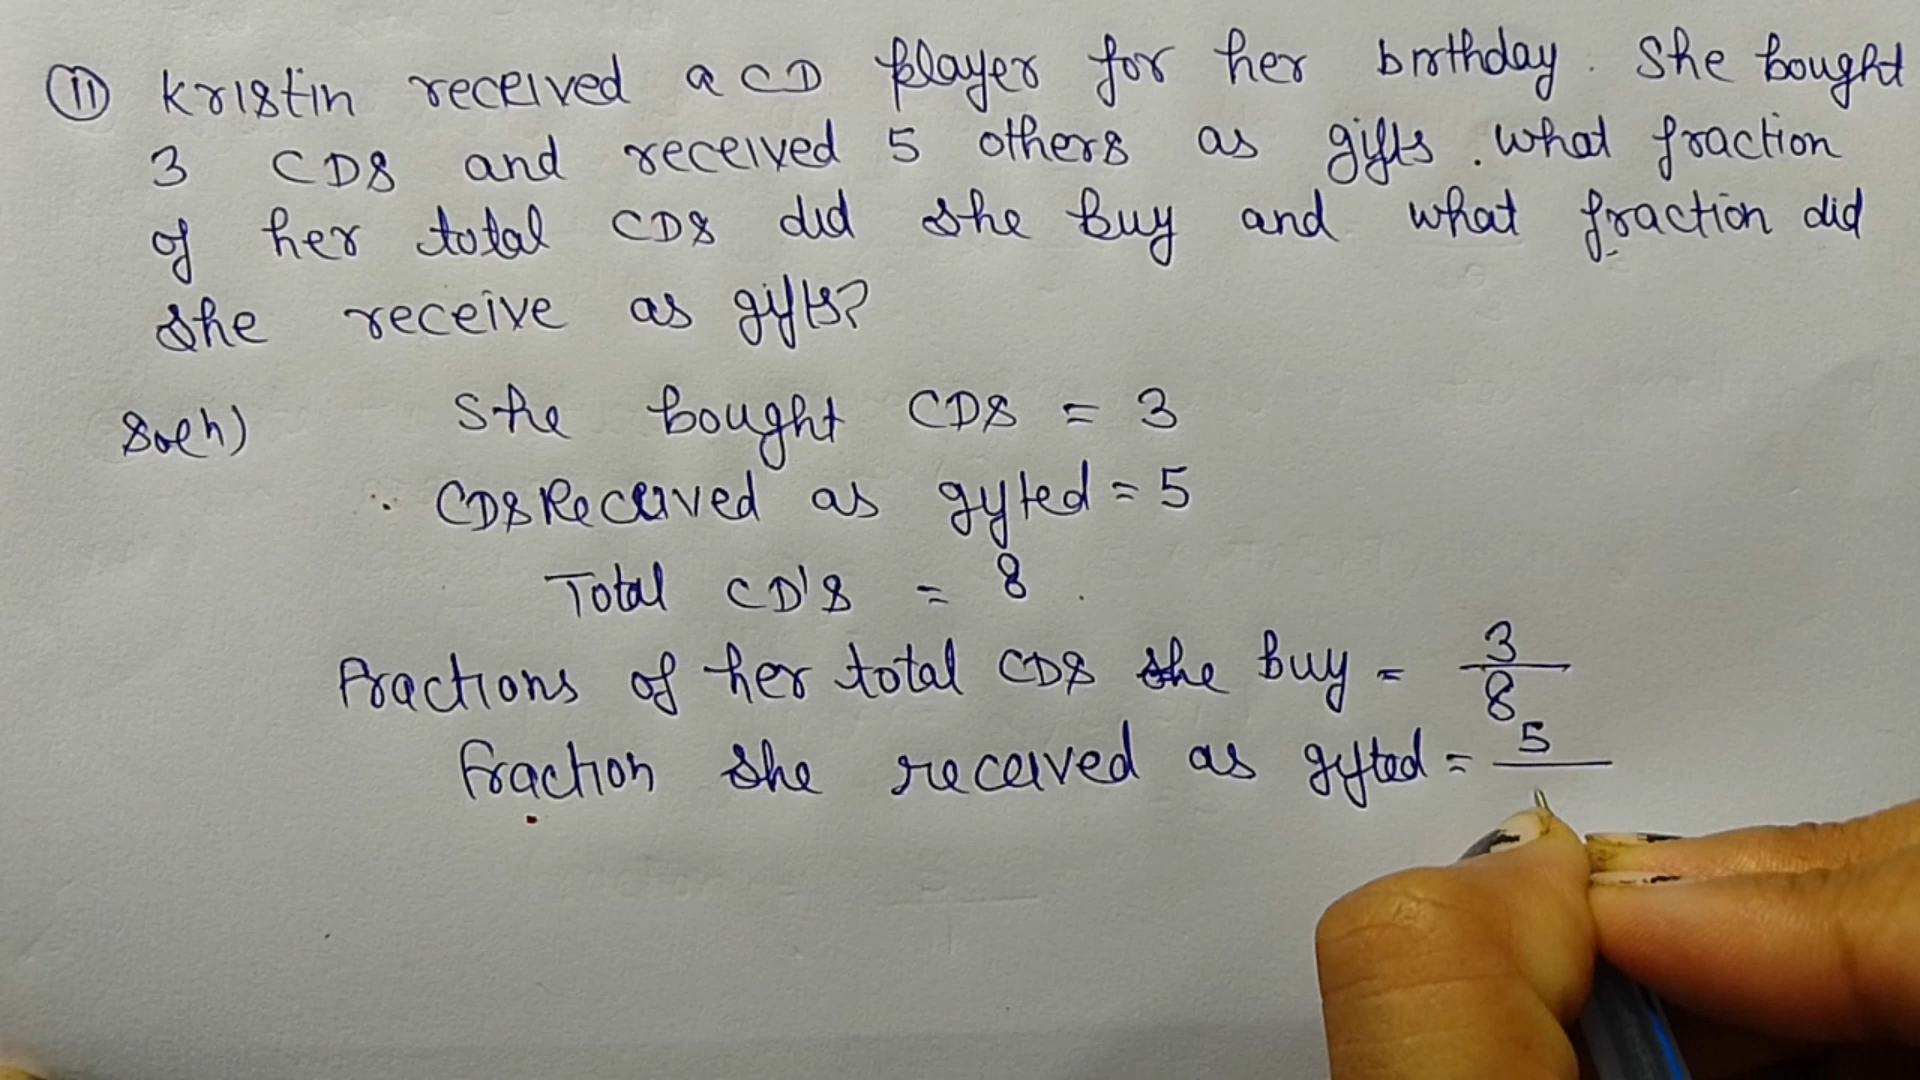 11 Kristin received a CD player for her birthday. She bought
3 CDs and received 5 others as gifts. what fraction
of her total CDs did she buy and what fraction did
she receive as gifts?
Soln) She bought CDs = 3
CDs Received as gifted = 5
Total CD's = 8
Fractions of her total CDs she buy = 3/8
fraction she received as gifted = 5/